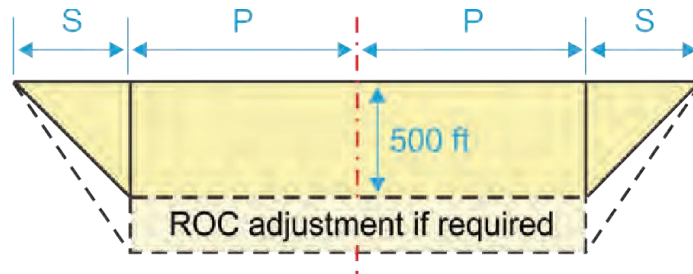 S P P S
500 ft
ROC adjustment if required